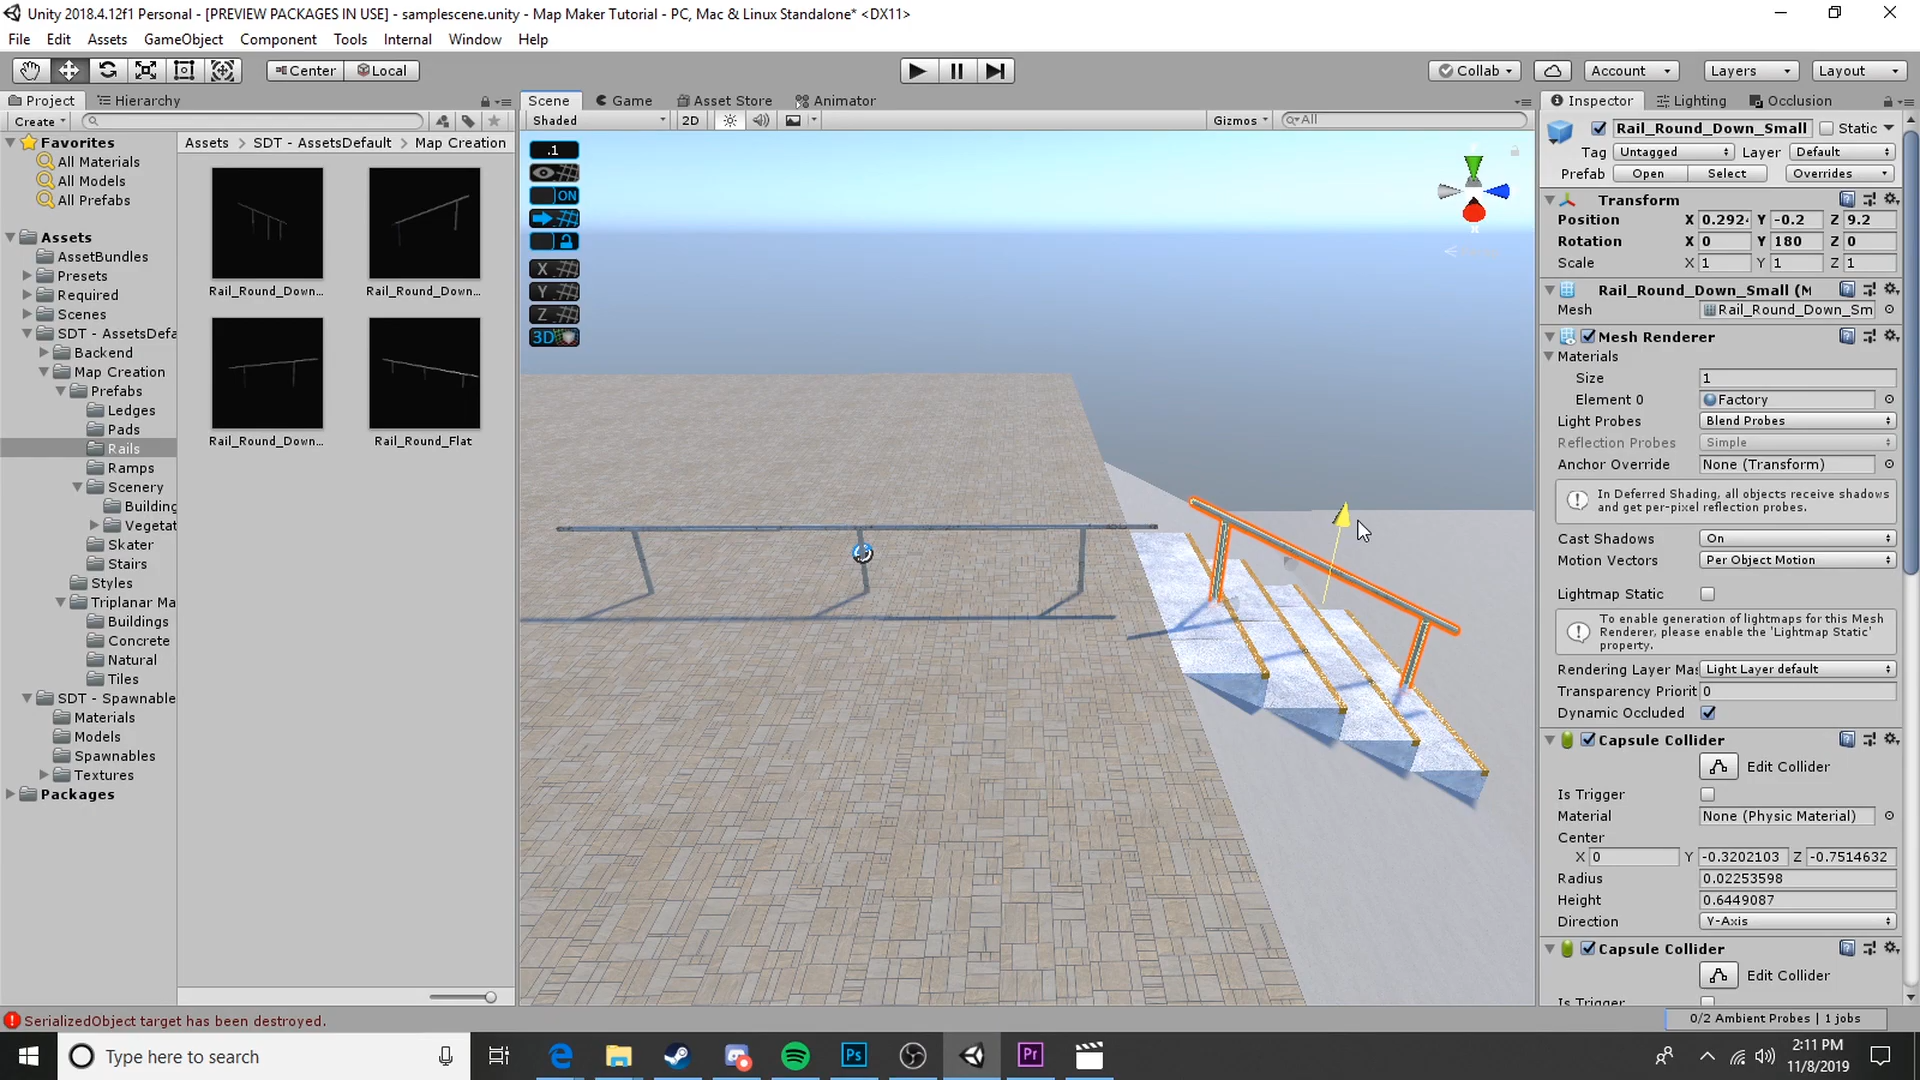 Unity 2018.4.12f1 Personal - [PREVIEW PACKAGES IN USE] - samplescene.unity - Map Maker Tutorial - PC, Mac & Linux Standalone* <DX11>
File Edit Assets GameObject Component Tools Internal Window Help
Center Local Collab Account Layers Layout
Project Hierarchy
Create
Favorites
All Materials
All Models
All Prefabs
Assets
AssetBundles
Presets
Required
Scenes
SDT - AssetsDefa
Backend
Map Creation
Prefabs
Ledges
Pads
Rails
Ramps
Scenery
Building
Vegetat
Skater
Stairs
Styles
Triplanar Ma
Buildings
Concrete
Natural
Tiles
SDT - Spawnable
Materials
Models
Spawnables
Textures
Packages
Assets SDT - AssetsDefault Map Creation
Rail_Round_Down... Rail_Round_Down...
Rail_Round_Down... Rail_Round_Flat
Scene Game Asset Store Animator
Shaded 2D Gizmos All
.1
ON
X
Y
Z
3D
x
Inspector Lighting Occlusion
Rail_Round_Down_Small Static
Tag Untagged Layer Default
Prefab Open Select Overrides
Transform
Position X 0.292 Y -0.2 Z 9.2
Rotation X 0 Y 180 Z 0
Scale X 1 Y 1 Z 1
Rail_Round_Down_Small (M
Mesh Rail_Round_Down_Sm
Mesh Renderer
Materials
Size 1
Element 0 Factory
Light Probes Blend Probes
Reflection Probes Simple
Anchor Override None (Transform)
In Deferred Shading, all objects receive shadows
and get per-pixel reflection probes.
Cast Shadows On
Motion Vectors Per Object Motion
Lightmap Static
To enable generation of lightmaps for this Mesh
Renderer, please enable the 'Lightmap Static'
property.
Rendering Layer Mas Light Layer default
Transparency Priorit 0
Dynamic Occluded
Capsule Collider
Edit Collider
Is Trigger
Material None (Physic Material)
Center
X 0 Y -0.3202103 Z -0.7514632
Radius 0.02253598
Height 0.6449087
Direction Y-Axis
Capsule Collider
Edit Collider
Is Trigger
SerializedObject target has been destroyed.
0/2 Ambient Probes | 1 jobs
Type here to search
Ps
Pr
2:11 PM
11/8/2019